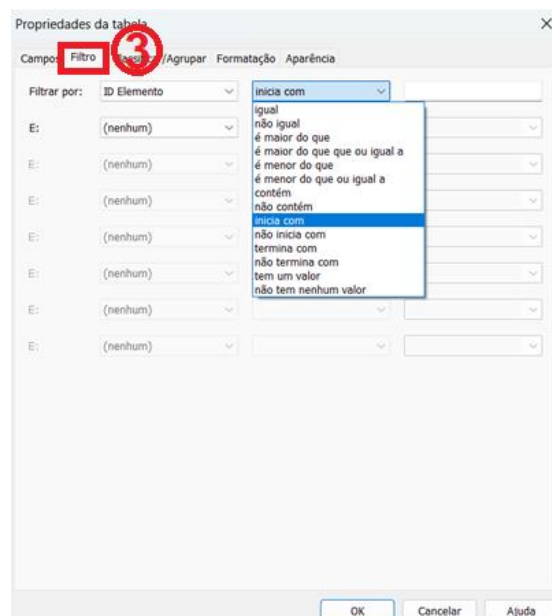 Propriedades da tabela
Campos Filtro Classificar/Agrupar Formatação Aparência
3
Filtrar por: ID Elemento inicia com
igual
não igual
é maior do que
é maior do que que ou igual a
é menor do que
é menor do que ou igual a
contém
não contém
inicia com
não inicia com
termina com
não termina com
tem um valor
não tem nenhum valor
E: (nenhum)
E: (nenhum)
E: (nenhum)
E: (nenhum)
E: (nenhum)
E: (nenhum)
E: (nenhum)
OK Cancelar Ajuda